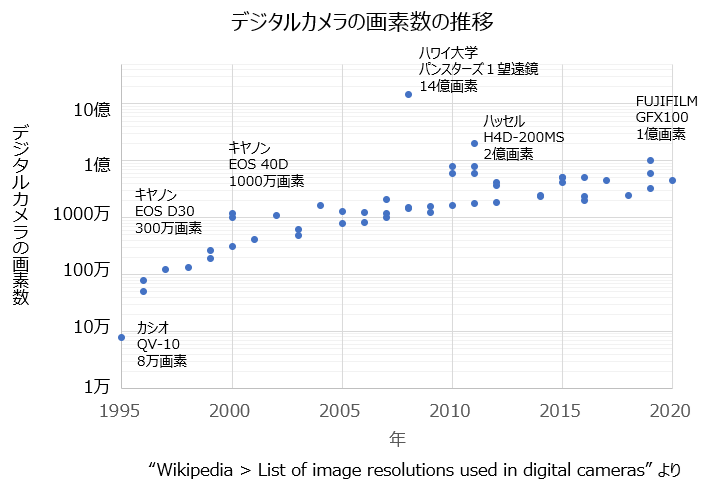 デジタルカメラの画素数の推移
ハワイ大学
パンスターズ１望遠鏡
14億画素
10億
FUJIFILM
GFX100
1億画素
ハッセル
H4D-200MS
2億画素
キヤノン
EOS 40D
1000万画素
1億
キヤノン
EOS D30
300万画素
1000万
デジタルカメラの画素数
100万
10万
カシオ
QV-10
8万画素
1万
1995 2000 2005 2010 2015 2020
年
“Wikipedia > List of image resolutions used in digital cameras” より